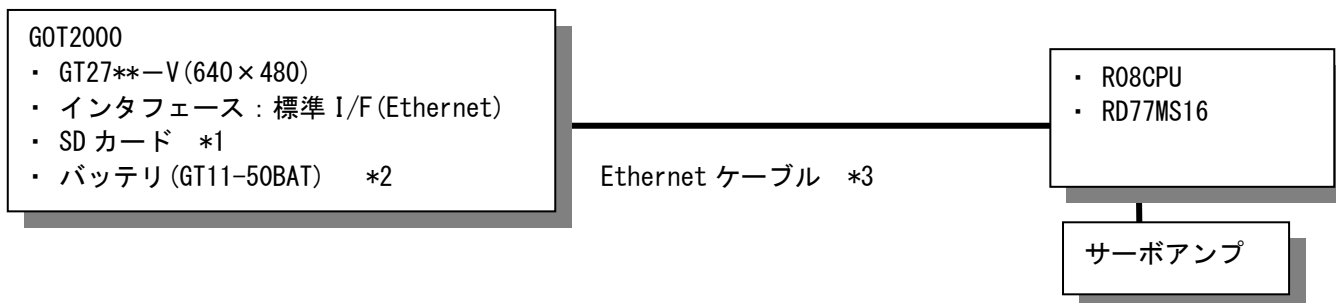 GOT2000
・ GT27**－V(640×480)
・ インタフェース：標準 I/F(Ethernet)
・ SD カード *1
・ バッテリ(GT11-50BAT) *2
Ethernet ケーブル *3
・ R08CPU
・ RD77MS16
サーボアンプ